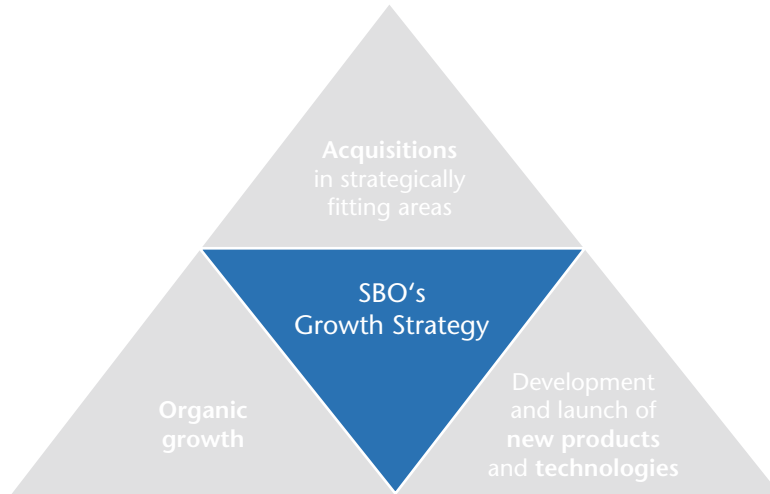 Acquisitions
in strategically
fitting areas
SBO‘s
Growth Strategy
Organic
growth
Development
and launch of
new products
and technologies